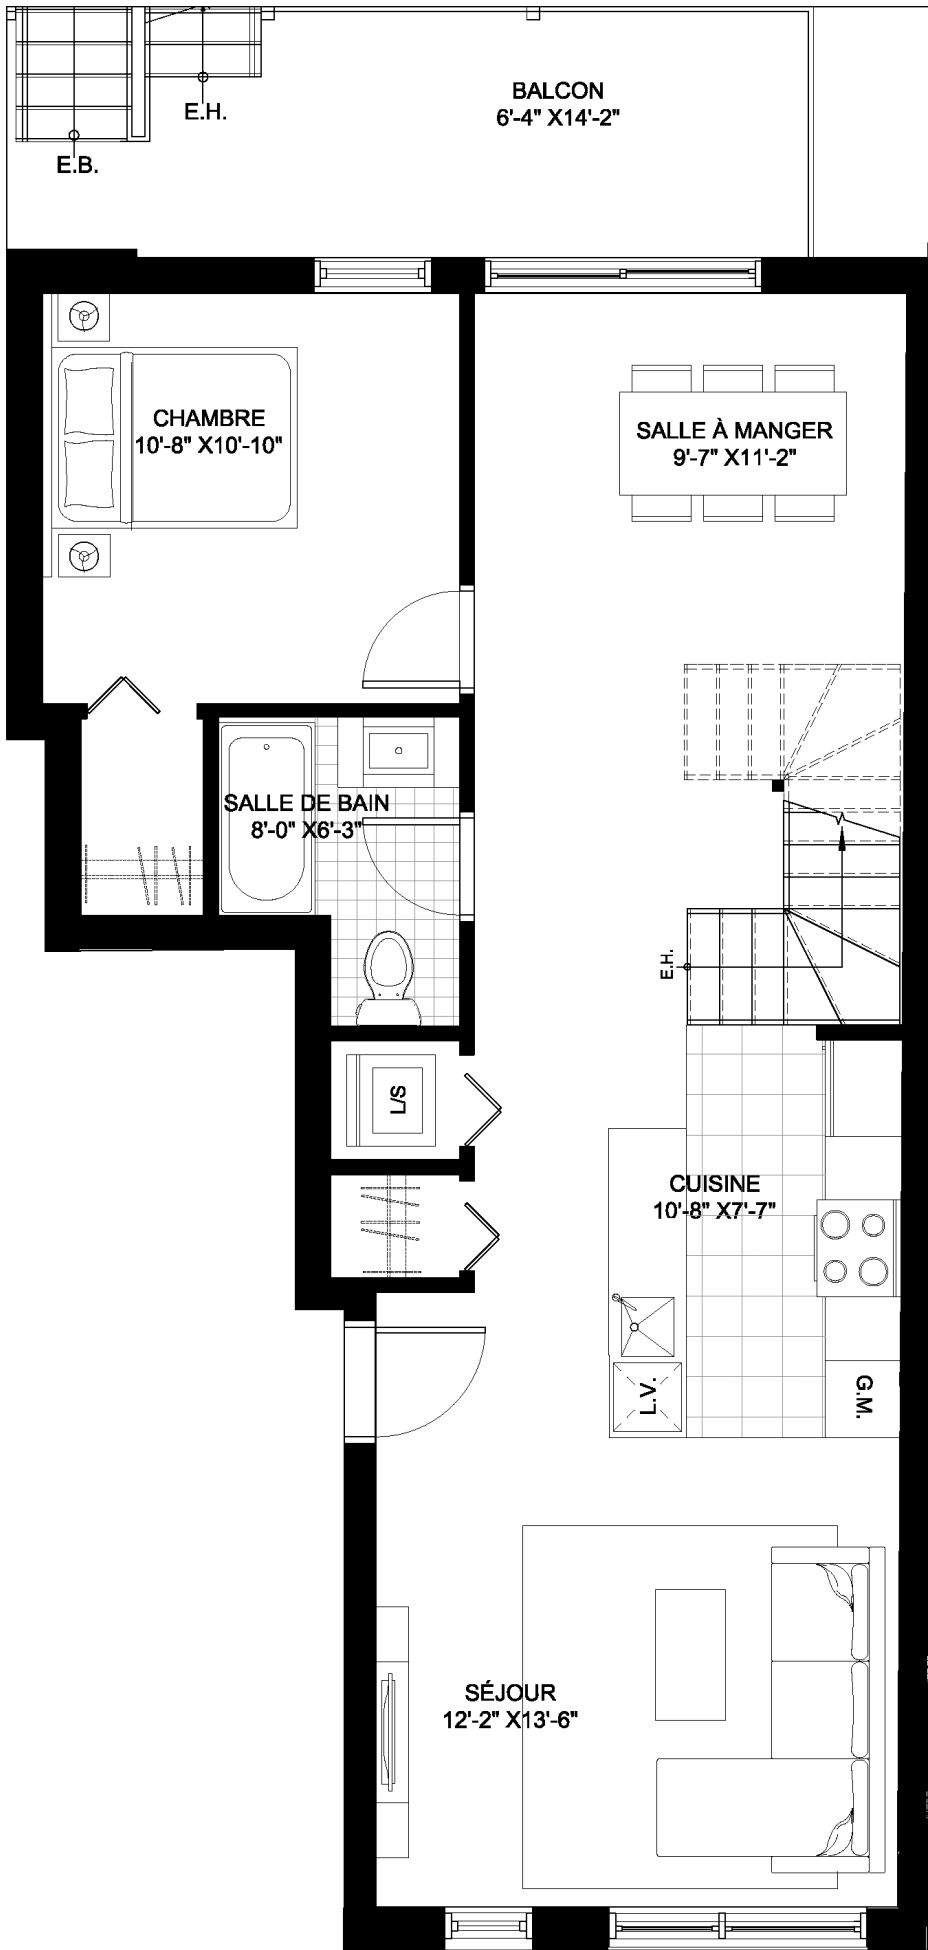 BALCON
6'-4" X14'-2"
E.H.
E.B.
CHAMBRE
10'-8" X10'-10"
SALLE À MANGER
9'-7" X11'-2"
SALLE DE BAIN
8'-0" X6'-3"
E.H.
L/S
CUISINE
10'-8" X7'-7"
L.V.
G.M.
SÉJOUR
12'-2" X13'-6"